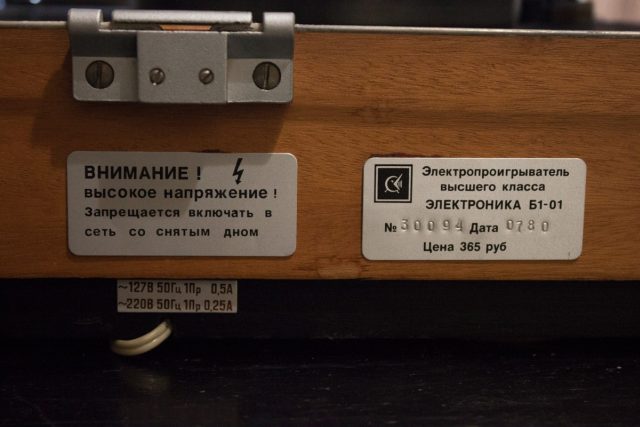 ВНИМАНИЕ !
высокое напряжение !
Запрещается включать в
сеть со снятым дном
Электропроигрыватель
высшего класса
ЭЛЕКТРОНИКА Б1-01
№ 30094 Дата 0780
Цена 365 руб
~127В 50Гц 1Пр 0,5А
~220В 50Гц 1Пр 0,25А